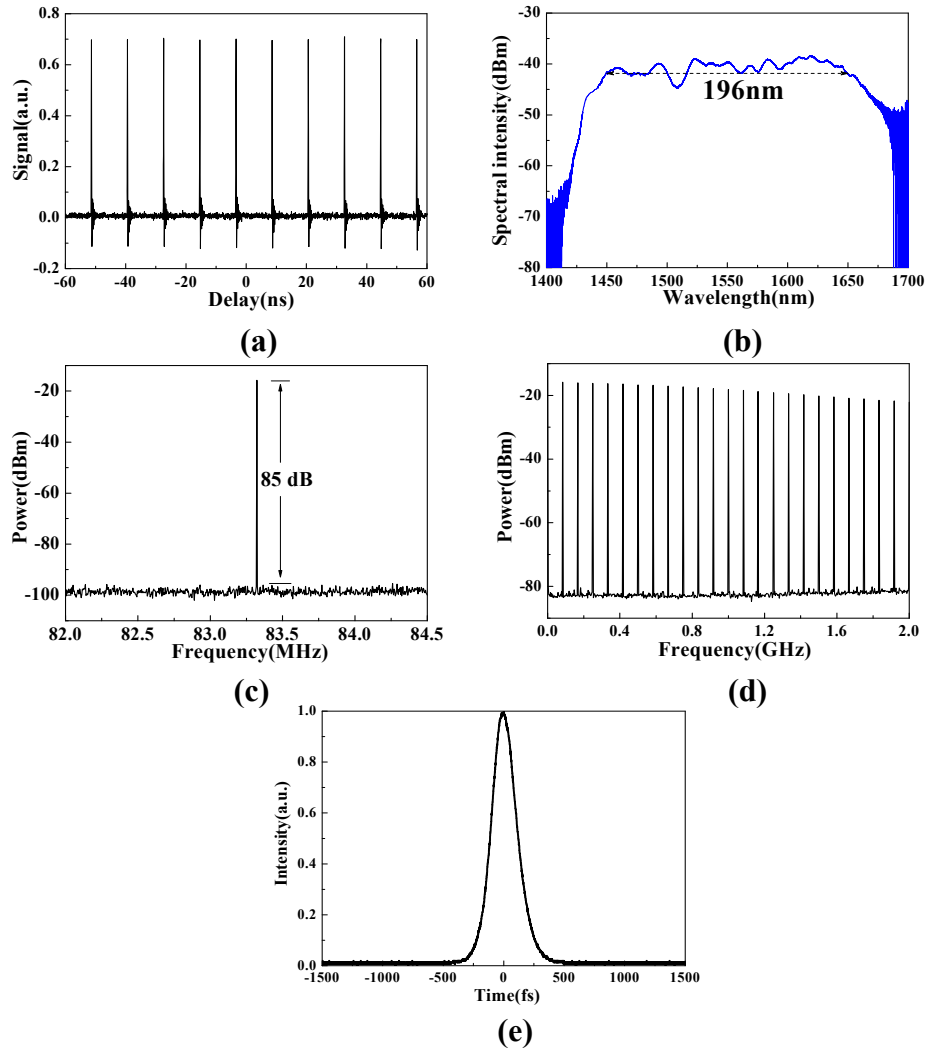 0.8
0.6
0.4
0.2
0.0
-0.2
Signal(a.u.)
-60 -40 -20 0 20 40 60
Delay(ns)
(a)
-30
-40
-50
-60
-70
-80
Spectral intensity(dBm)
196nm
1400 1450 1500 1550 1600 1650 1700
Wavelength(nm)
(b)
-20
-40
-60
-80
-100
Power(dBm)
85 dB
82.0 82.5 83.0 83.5 84.0 84.5
Frequency(MHz)
(c)
-20
-40
-60
-80
Power(dBm)
0.0 0.4 0.8 1.2 1.6 2.0
Frequency(GHz)
(d)
1.0
0.8
0.6
0.4
0.2
0.0
Intensity(a.u.)
-1500 -1000 -500 0 500 1000 1500
Time(fs)
(e)